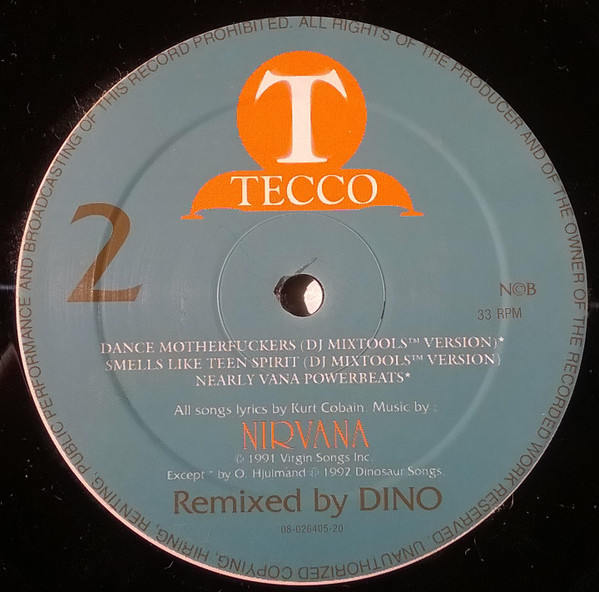 UNAUTHORIZED COPYING, HIRING, RENTING, PUBLIC PERFORMANCE AND BROADCASTING OF THIS RECORD PROHIBITED. ALL RIGHTS OF THE PRODUCER AND OF THE OWNER OF THE RECORDED WORK RESERVED.
T
TECCO
2
N©B
33 RPM
DANCE MOTHERFUCKERS (DJ MIXTOOLS™ VERSION)*
SMELLS LIKE TEEN SPIRIT (DJ MIXTOOLS™ VERSION)
NEARLY VANA POWERBEATS*
All songs lyrics by Kurt Cobain. Music by :
NIRVANA
© 1991 Virgin Songs Inc.
Except * by O. Hjulmand © 1992 Dinosaur Songs.
Remixed by DINO
08-026405-20